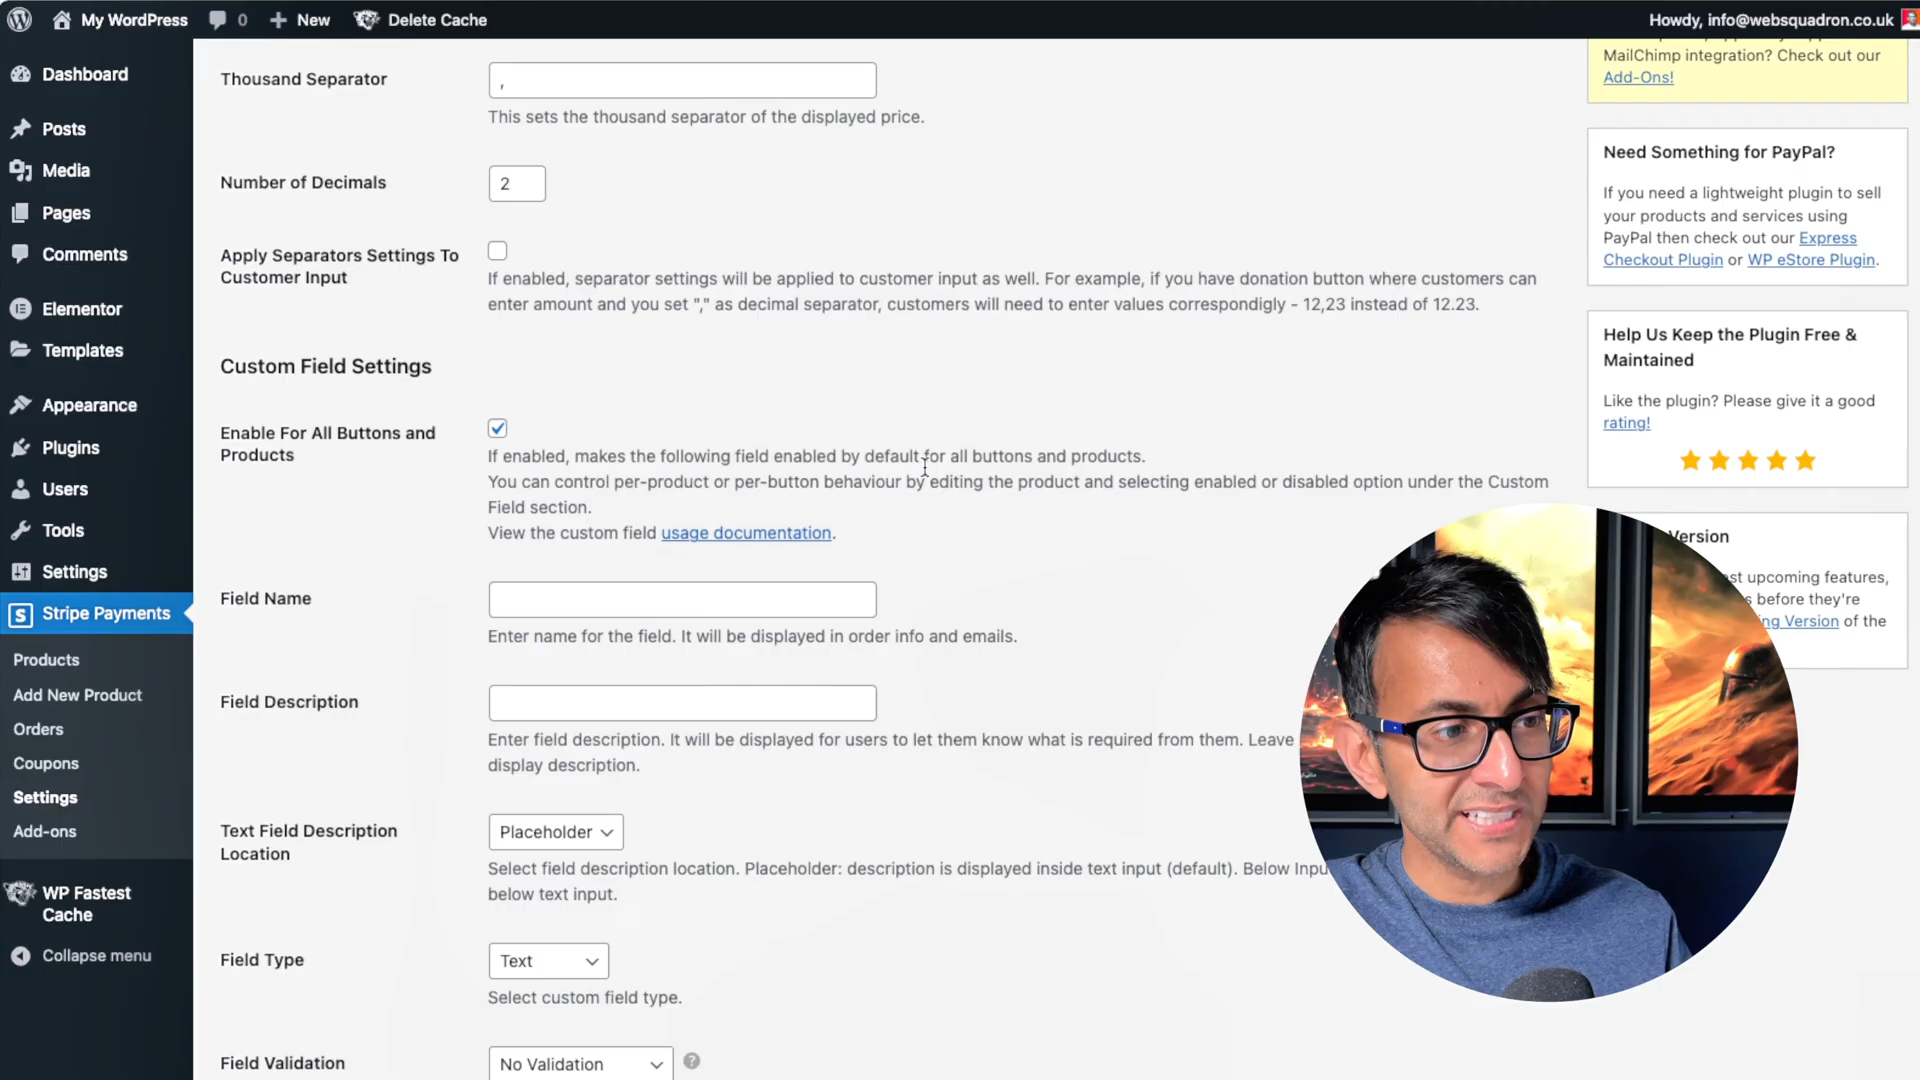 My WordPress
0
New
Delete Cache
Howdy, info@websquadron.co.uk
Dashboard
Posts
Media
Pages
Comments
Elementor
Templates
Appearance
Plugins
Users
Tools
Settings
Stripe Payments
Products
Add New Product
Orders
Coupons
Settings
Add-ons
WP Fastest
Cache
Collapse menu
Thousand Separator
,
This sets the thousand separator of the displayed price.
Number of Decimals
2
Apply Separators Settings To
Customer Input
If enabled, separator settings will be applied to customer input as well. For example, if you have donation button where customers can
enter amount and you set "," as decimal separator, customers will need to enter values correspondigly - 12,23 instead of 12.23.
Custom Field Settings
Enable For All Buttons and
Products
If enabled, makes the following field enabled by default for all buttons and products.
You can control per-product or per-button behaviour by editing the product and selecting enabled or disabled option under the Custom
Field section.
View the custom field usage documentation.
Field Name
Enter name for the field. It will be displayed in order info and emails.
Field Description
Enter field description. It will be displayed for users to let them know what is required from them. Leave
display description.
Text Field Description
Location
Placeholder
Select field description location. Placeholder: description is displayed inside text input (default). Below
below text input.
Field Type
Text
Select custom field type.
Field Validation
No Validation
?
MailChimp integration? Check out our
Add-Ons!
Need Something for PayPal?
If you need a lightweight plugin to sell
your products and services using
PayPal then check out our Express
Checkout Plugin or WP eStore Plugin.
Help Us Keep the Plugin Free &
Maintained
Like the plugin? Please give it a good
rating!
Version
upcoming features,
before they're
Version of the